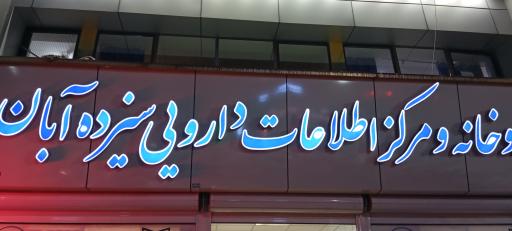 وخانه و مرکز اطلاعات دارویی سیزده آبان